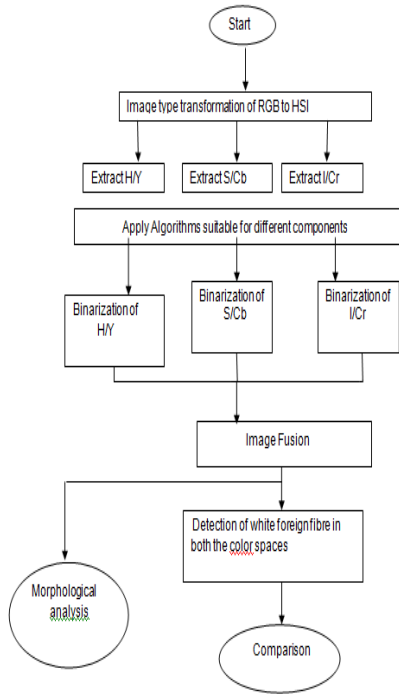 Start
Image type transformation of RGB to HSI
Extract H/Y
Extract S/Cb
Extract I/Cr
Apply Algorithms suitable for different components
Binarization of
H/Y
Binarization of
S/Cb
Binarization of
I/Cr
Image Fusion
Detection of white foreign fibre in
both the color spaces
Morphological
analysis
Comparison